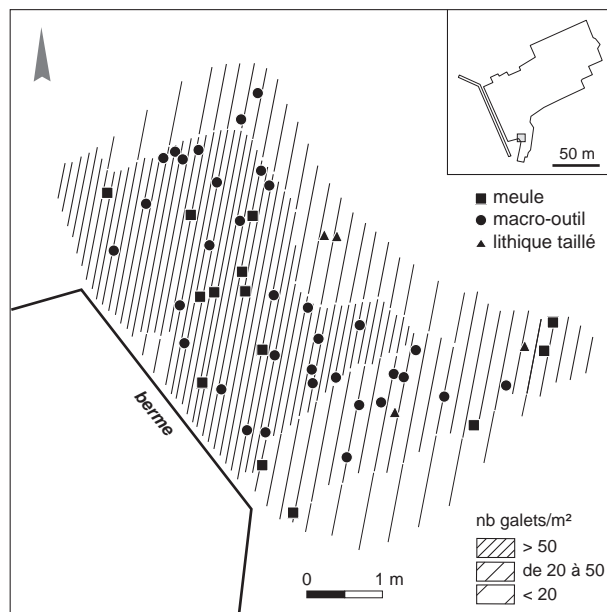 50 m
meule
macro-outil
lithique taillé
berme
nb galets/m²
> 50
de 20 à 50
< 20
0 1 m